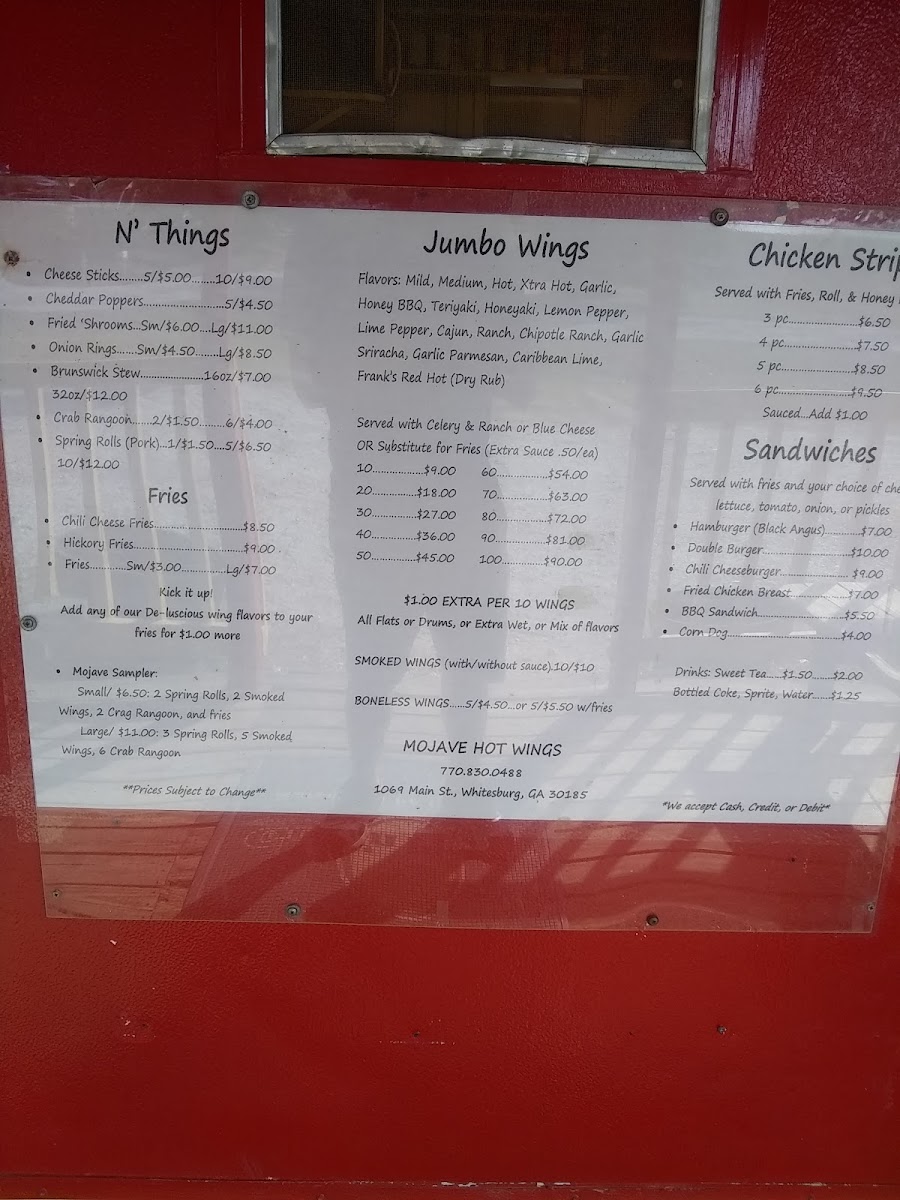 N' Things
• Cheese Sticks........5/$5.00........10/$9.00
• Cheddar Poppers......................5/$4.50
• Fried 'Shrooms...Sm/$6.00....Lg/$11.00
• Onion Rings......Sm/$4.50........Lg/$8.50
• Brunswick Stew......................16oz/$7.00
32oz/$12.00
• Crab Rangoon.......2/$1.50........6/$4.00
• Spring Rolls (Pork)...1/$1.50....5/$6.50
10/$12.00
Fries
• Chili Cheese Fries........................$8.50
• Hickory Fries..............................$9.00
• Fries..........Sm/$3.00............Lg/$7.00
Kick it up!
Add any of our De-luscious wing flavors to your
fries for $1.00 more
• Mojave Sampler:
Small/ $6.50: 2 Spring Rolls, 2 Smoked
Wings, 2 Crag Rangoon, and fries
Large/ $11.00: 3 Spring Rolls, 5 Smoked
Wings, 6 Crab Rangoon
**Prices Subject to Change**
Jumbo Wings
Flavors: Mild, Medium, Hot, Xtra Hot, Garlic,
Honey BBQ, Teriyaki, Honeyaki, Lemon Pepper,
Lime Pepper, Cajun, Ranch, Chipotle Ranch, Garlic
Sriracha, Garlic Parmesan, Caribbean Lime,
Frank's Red Hot (Dry Rub)
Served with Celery & Ranch or Blue Cheese
OR Substitute for Fries (Extra Sauce .50/ea)
10..................$9.00 60..................$54.00
20...............$18.00 70..................$63.00
30...............$27.00 80..................$72.00
40...............$36.00 90..................$81.00
50...............$45.00 100................$90.00
$1.00 EXTRA PER 10 WINGS
All Flats or Drums, or Extra Wet, or Mix of flavors
SMOKED WINGS (with/without sauce).10/$10
BONELESS WINGS......5/$4.50...or 5/$5.50 w/fries
MOJAVE HOT WINGS
770.830.0488
1069 Main St., Whitesburg, GA 30185
Chicken Strip
Served with Fries, Roll, & Honey
3 pc.......................$6.50
4 pc.......................$7.50
5 pc.......................$8.50
6 pc.......................$9.50
Sauced...Add $1.00
Sandwiches
Served with fries and your choice of che
lettuce, tomato, onion, or pickles
• Hamburger (Black Angus)............$7.00
• Double Burger.........................$10.00
• Chili Cheeseburger.....................$9.00
• Fried Chicken Breast..................$7.00
• BBQ Sandwich..........................$5.50
• Corn Dog................................$4.00
Drinks: Sweet Tea.....$1.50......$2.00
Bottled Coke, Sprite, Water......$1.25
*We accept Cash, Credit, or Debit*